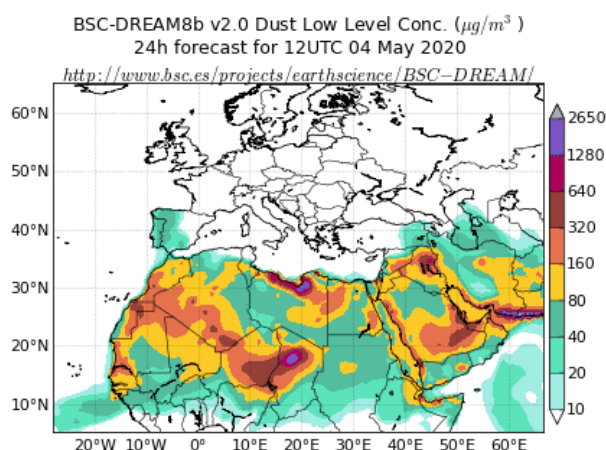 BSC-DREAM8b v2.0 Dust Low Level Conc. (μg/m³ )
24h forecast for 12UTC 04 May 2020
http://www.bsc.es/projects/earthscience/BSC−DREAM/
60°N
50°N
40°N
30°N
20°N
10°N
20°W 10°W 0° 10°E 20°E 30°E 40°E 50°E 60°E
2650
1280
640
320
160
80
40
20
10